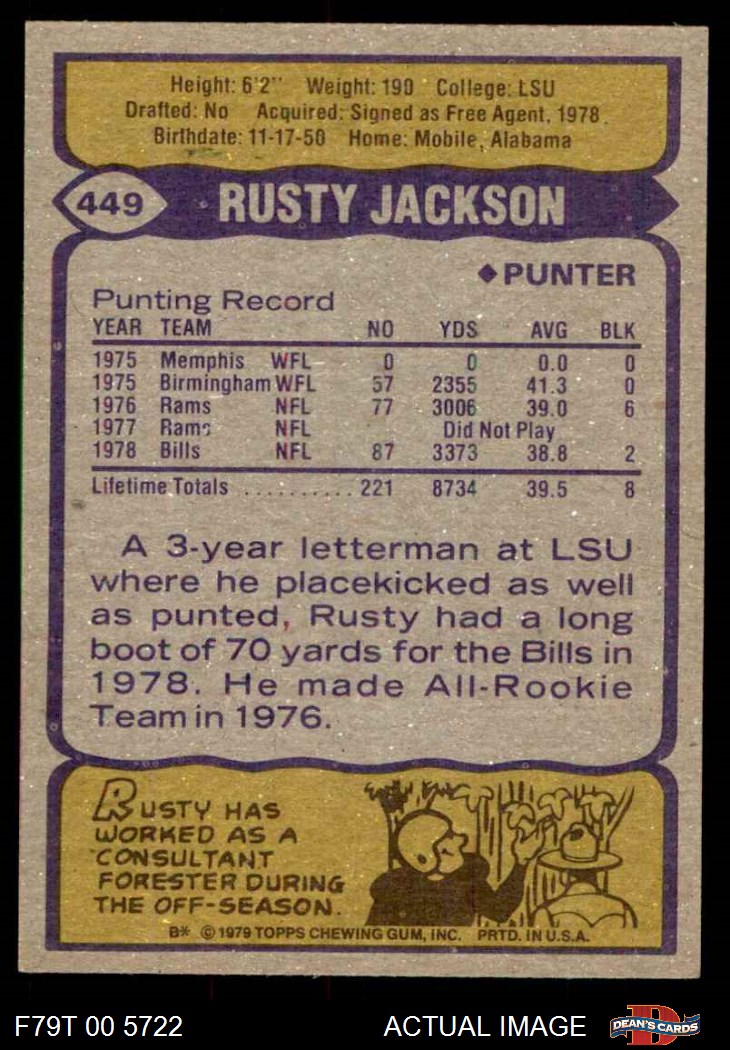 Height: 6'2" Weight: 190 College: LSU
Drafted: No Acquired: Signed as Free Agent, 1978
Birthdate: 11-17-50 Home: Mobile, Alabama
449 RUSTY JACKSON
◆ PUNTER
Punting Record
YEAR TEAM NO YDS AVG BLK
1975 Memphis WFL 0 0 0.0 0
1975 Birmingham WFL 57 2355 41.3 0
1976 Rams NFL 77 3006 39.0 6
1977 Rams NFL Did Not Play
1978 Bills NFL 87 3373 38.8 2
Lifetime Totals .......... 221 8734 39.5 8
A 3-year letterman at LSU
where he placekicked as well
as punted, Rusty had a long
boot of 70 yards for the Bills in
1978. He made All-Rookie
Team in 1976.
RUSTY HAS
WORKED AS A
CONSULTANT
FORESTER DURING
THE OFF-SEASON.
B* © 1979 TOPPS CHEWING GUM, INC. PRTD. IN U.S.A.
F79T 00 5722 ACTUAL IMAGE D DEAN'S CARDS